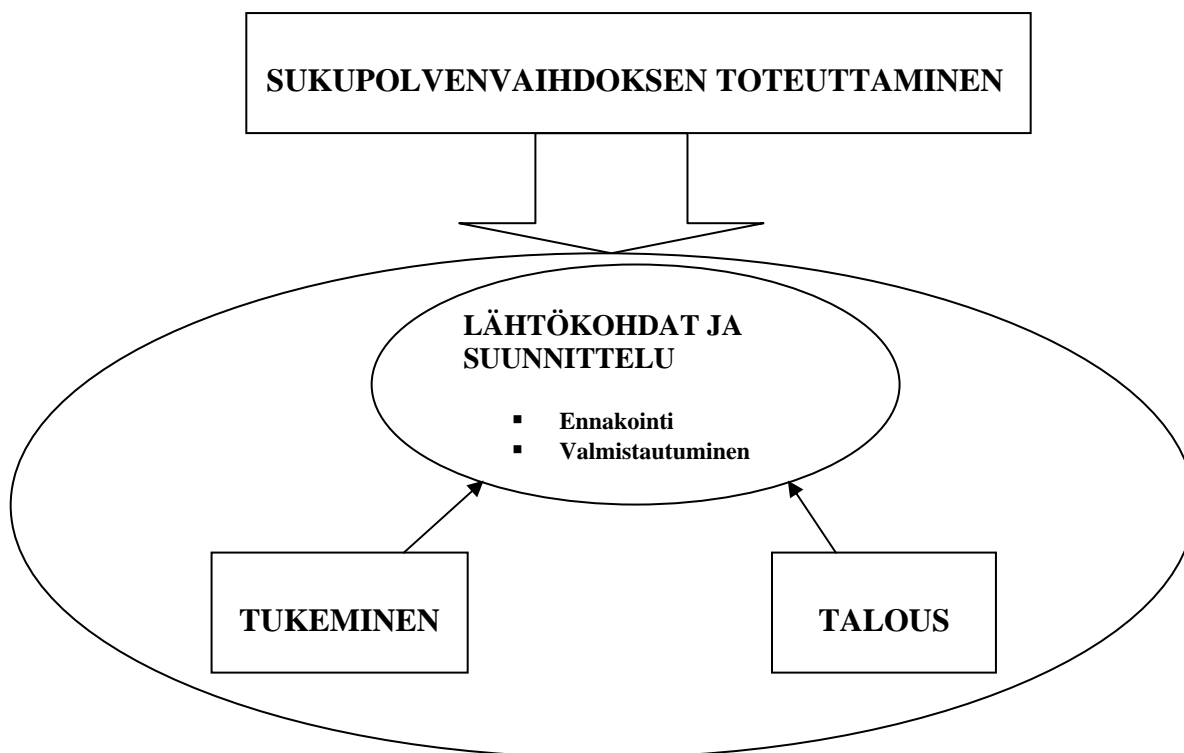 SUKUPOLVENVAIHDOKSEN TOTEUTTAMINEN
LÄHTÖKOHDAT JA
SUUNNITTELU
▪ Ennakointi
▪ Valmistautuminen
TUKEMINEN
TALOUS